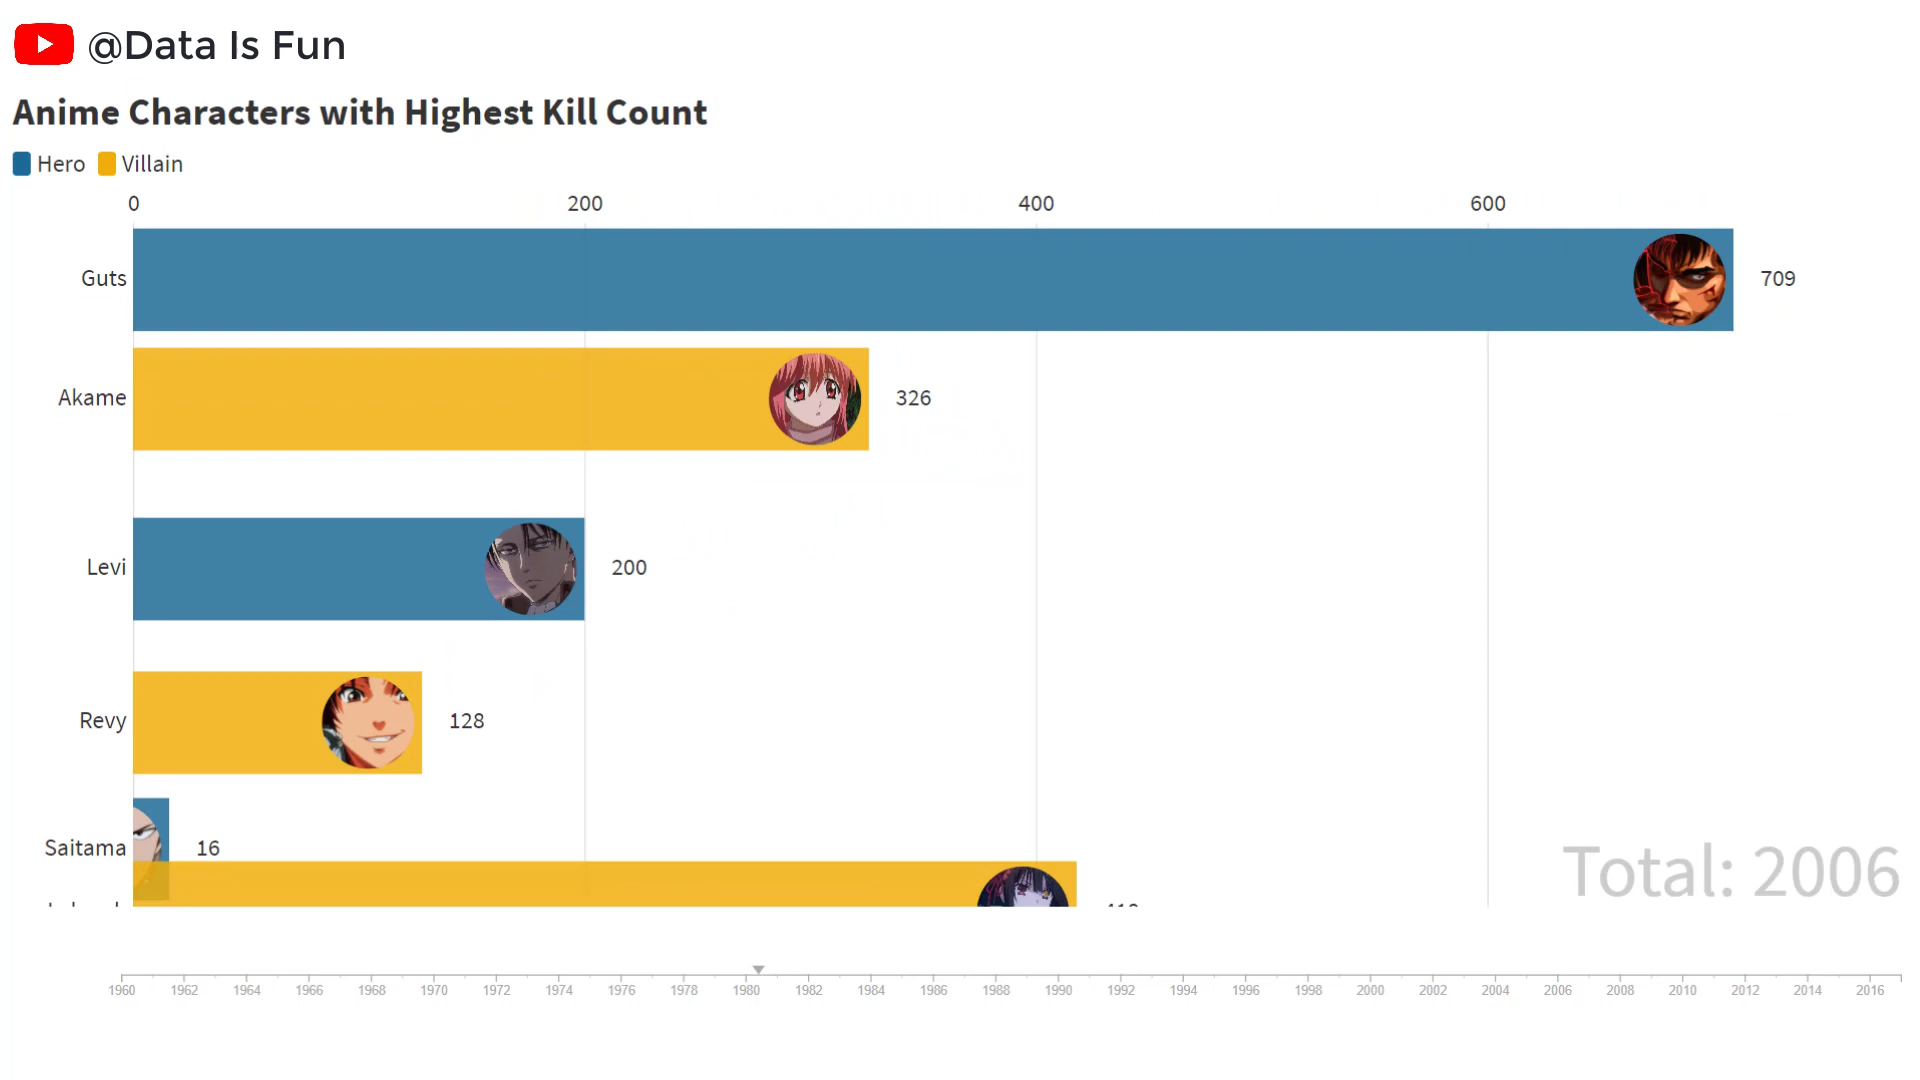 @Data Is Fun
Anime Characters with Highest Kill Count
Hero Villain
0 200 400 600
Guts 709
Akame 326
Levi 200
Revy 128
Saitama 16
Total: 2006
1960 1962 1964 1966 1968 1970 1972 1974 1976 1978 1980 1982 1984 1986 1988 1990 1992 1994 1996 1998 2000 2002 2004 2006 2008 2010 2012 2014 2016